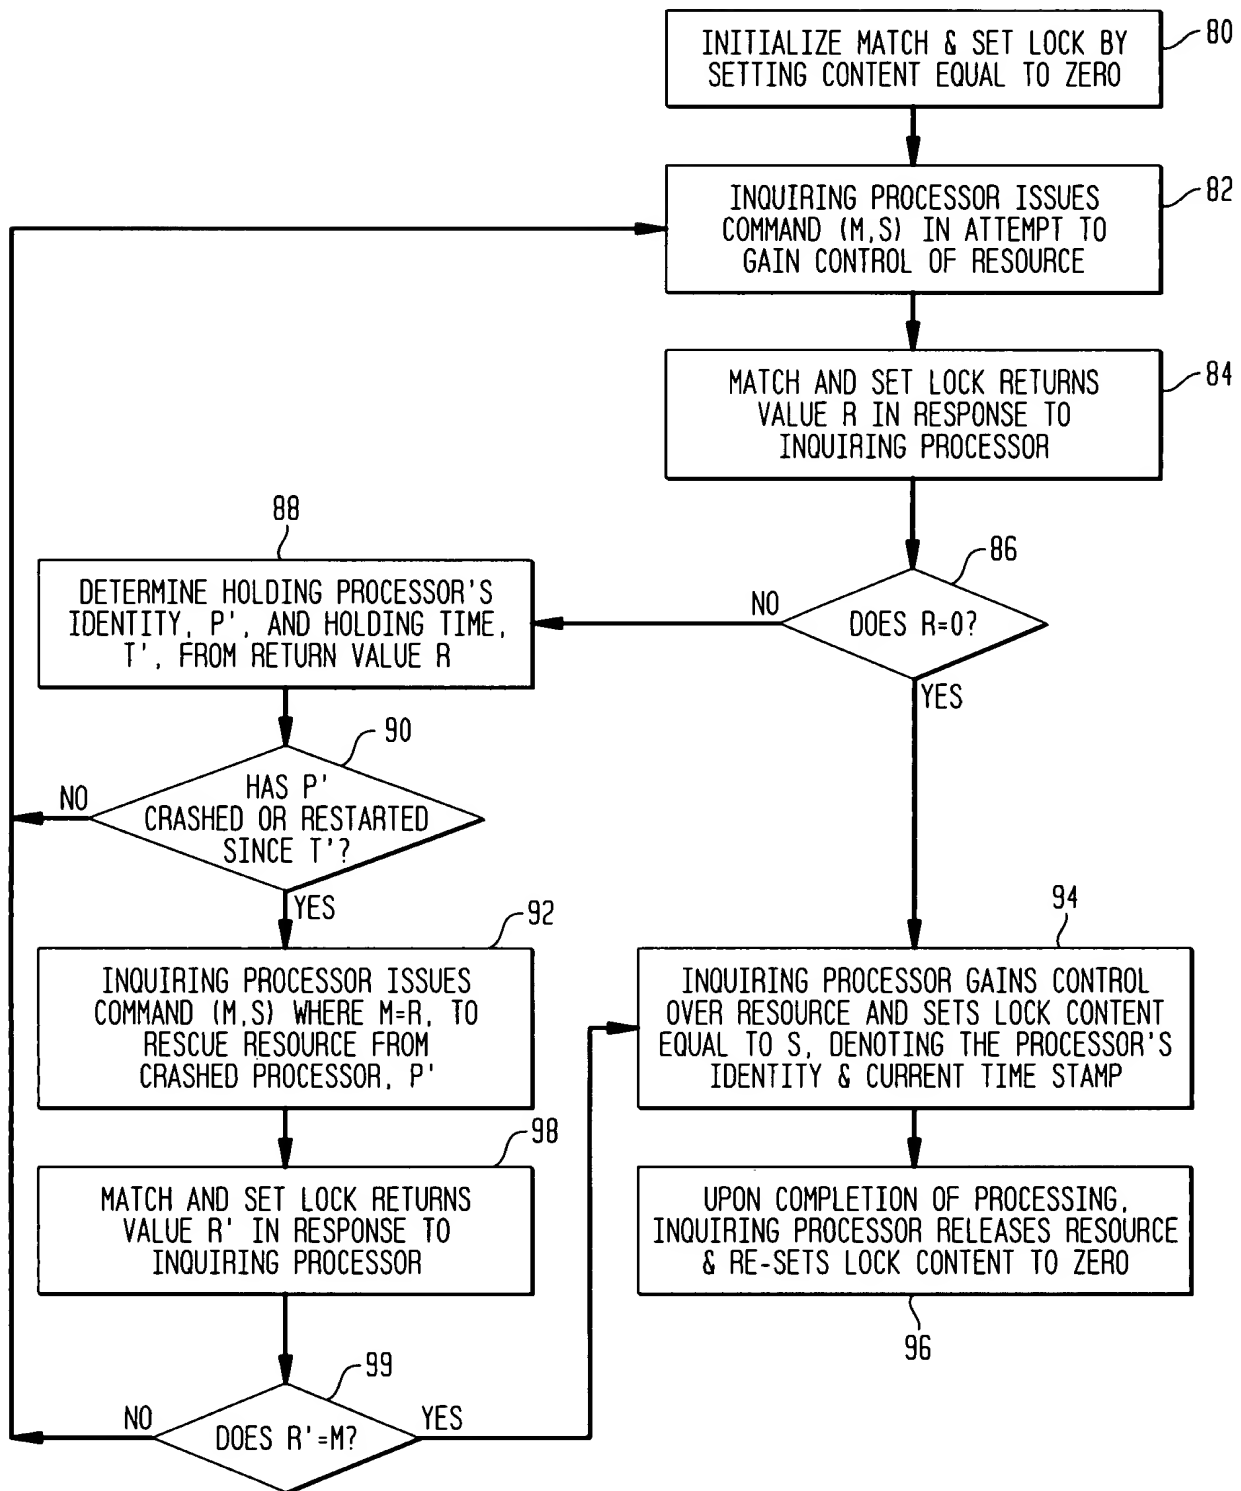 INITIALIZE MATCH & SET LOCK BY
SETTING CONTENT EQUAL TO ZERO
80
INQUIRING PROCESSOR ISSUES
COMMAND (M,S) IN ATTEMPT TO
GAIN CONTROL OF RESOURCE
82
MATCH AND SET LOCK RETURNS
VALUE R IN RESPONSE TO
INQUIRING PROCESSOR
84
DOES R=0?
86
NO
YES
88
DETERMINE HOLDING PROCESSOR'S
IDENTITY, P', AND HOLDING TIME,
T', FROM RETURN VALUE R
90
HAS P'
CRASHED OR RESTARTED
SINCE T'?
NO
YES
92
INQUIRING PROCESSOR ISSUES
COMMAND (M,S) WHERE M=R, TO
RESCUE RESOURCE FROM
CRASHED PROCESSOR, P'
94
INQUIRING PROCESSOR GAINS CONTROL
OVER RESOURCE AND SETS LOCK CONTENT
EQUAL TO S, DENOTING THE PROCESSOR'S
IDENTITY & CURRENT TIME STAMP
98
MATCH AND SET LOCK RETURNS
VALUE R' IN RESPONSE TO
INQUIRING PROCESSOR
UPON COMPLETION OF PROCESSING,
INQUIRING PROCESSOR RELEASES RESOURCE
& RE-SETS LOCK CONTENT TO ZERO
96
99
DOES R'=M?
NO
YES